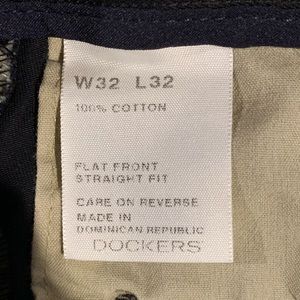 W32 L32
100% COTTON
FLAT FRONT
STRAIGHT FIT
CARE ON REVERSE
MADE IN
DOMINICAN REPUBLIC
DOCKERS